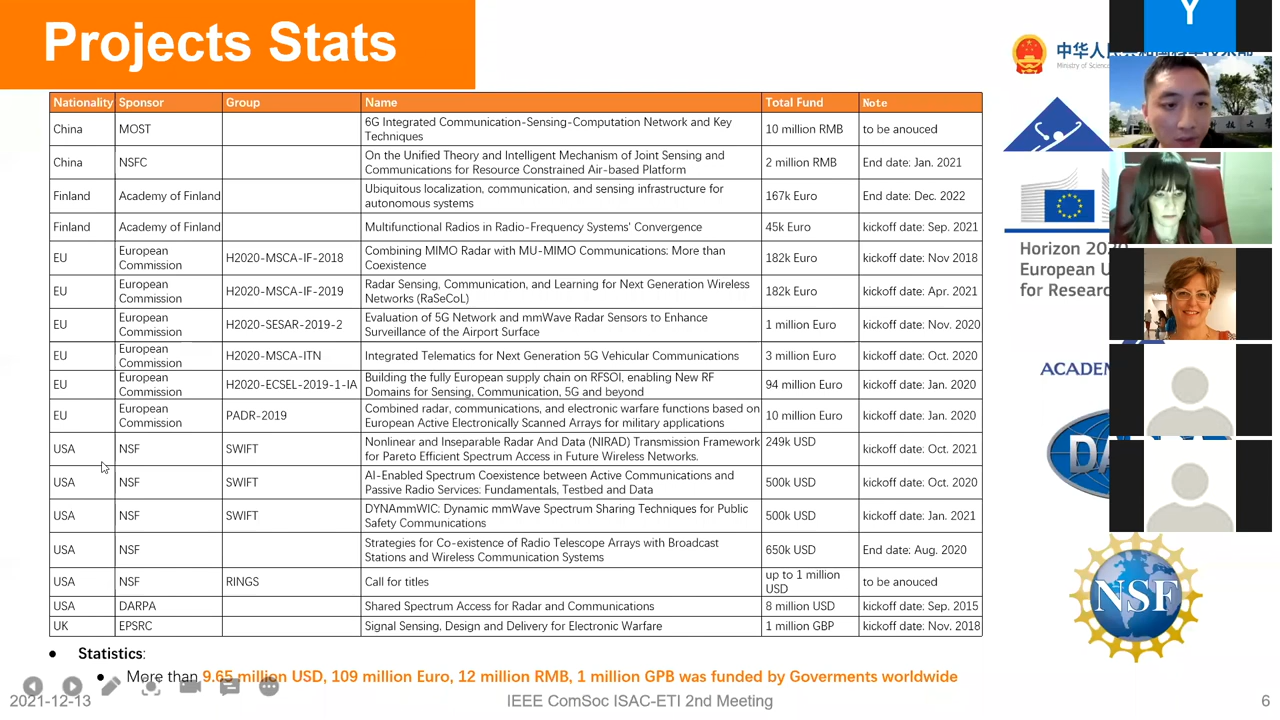 Projects Stats
Nationality Sponsor Group Name Total Fund Note
China MOST 6G Integrated Communication-Sensing-Computation Network and Key Techniques 10 million RMB to be anouced
China NSFC On the Unified Theory and Intelligent Mechanism of Joint Sensing and Communications for Resource Constrained Air-based Platform 2 million RMB End date: Jan. 2021
Finland Academy of Finland Ubiquitous localization, communication, and sensing infrastructure for autonomous systems 167k Euro End date: Dec. 2022
Finland Academy of Finland Multifunctional Radios in Radio-Frequency Systems' Convergence 45k Euro kickoff date: Sep. 2021
EU European Commission H2020-MSCA-IF-2018 Combining MIMO Radar with MU-MIMO Communications: More than Coexistence 182k Euro kickoff date: Nov 2018
EU European Commission H2020-MSCA-IF-2019 Radar Sensing, Communication, and Learning for Next Generation Wireless Networks (RaSeCoL) 182k Euro kickoff date: Apr. 2021
EU European Commission H2020-SESAR-2019-2 Evaluation of 5G Network and mmWave Radar Sensors to Enhance Surveillance of the Airport Surface 1 million Euro kickoff date: Nov. 2020
EU European Commission H2020-MSCA-ITN Integrated Telematics for Next Generation 5G Vehicular Communications 3 million Euro kickoff date: Oct. 2020
EU European Commission H2020-ECSEL-2019-1-IA Building the fully European supply chain on RFSOI, enabling New RF Domains for Sensing, Communication, 5G and beyond 94 million Euro kickoff date: Jan. 2020
EU European Commission PADR-2019 Combined radar, communications, and electronic warfare functions based on European Active Electronically Scanned Arrays for military applications 10 million Euro kickoff date: Jan. 2020
USA NSF SWIFT Nonlinear and Inseparable Radar And Data (NIRAD) Transmission Framework for Pareto Efficient Spectrum Access in Future Wireless Networks. 249k USD kickoff date: Oct. 2021
USA NSF SWIFT AI-Enabled Spectrum Coexistence between Active Communications and Passive Radio Services: Fundamentals, Testbed and Data 500k USD kickoff date: Oct. 2020
USA NSF SWIFT DYNAmmWIC: Dynamic mmWave Spectrum Sharing Techniques for Public Safety Communications 500k USD kickoff date: Jan. 2021
USA NSF Strategies for Co-existence of Radio Telescope Arrays with Broadcast Stations and Wireless Communication Systems 650k USD End date: Aug. 2020
USA NSF RINGS Call for titles up to 1 million USD to be anouced
USA DARPA Shared Spectrum Access for Radar and Communications 8 million USD kickoff date: Sep. 2015
UK EPSRC Signal Sensing, Design and Delivery for Electronic Warfare 1 million GBP kickoff date: Nov. 2018
● Statistics:
● More than 9.65 million USD, 109 million Euro, 12 million RMB, 1 million GPB was funded by Goverments worldwide
2021-12-13 IEEE ComSoc ISAC-ETI 2nd Meeting 6
中华人
Ministry of
Horizon
European
for
NSF
Y